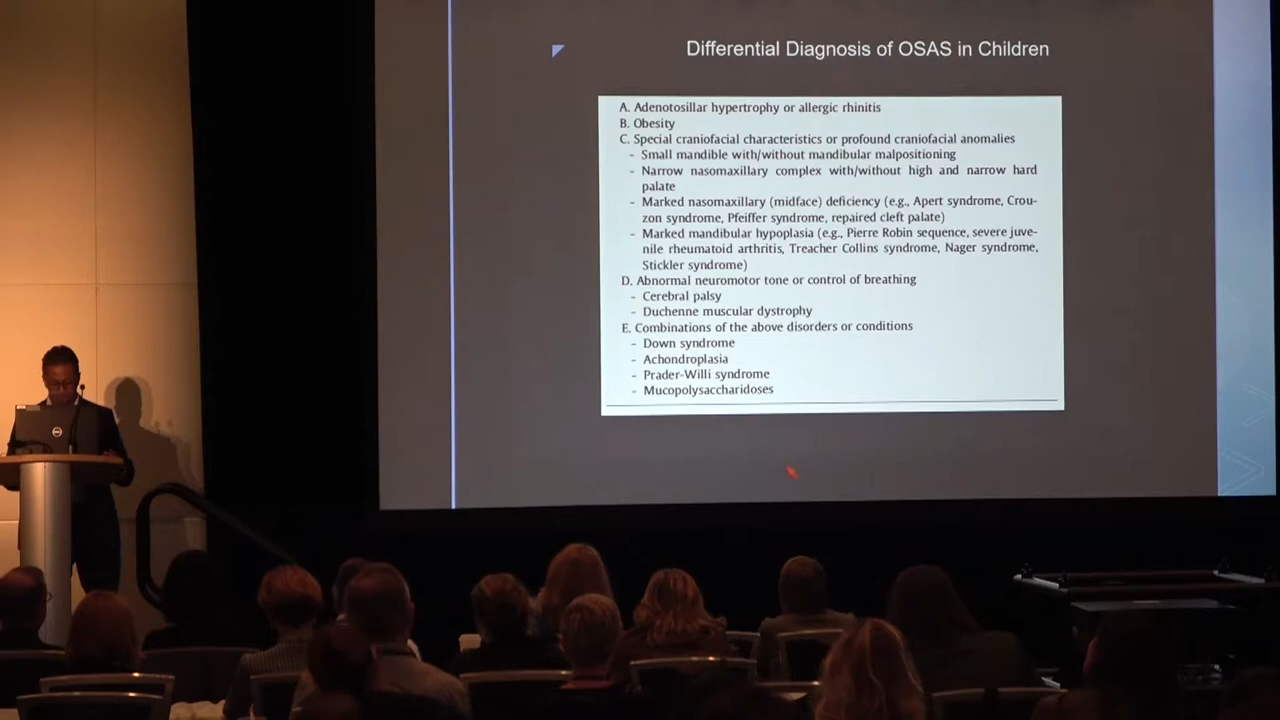 Differential Diagnosis of OSAS in Children
A. Adenotosillar hypertrophy or allergic rhinitis
B. Obesity
C. Special craniofacial characteristics or profound craniofacial anomalies
- Small mandible with/without mandibular malpositioning
- Narrow nasomaxillary complex with/without high and narrow hard
palate
- Marked nasomaxillary (midface) deficiency (e.g., Apert syndrome, Crou-
zon syndrome, Pfeiffer syndrome, repaired cleft palate)
- Marked mandibular hypoplasia (e.g., Pierre Robin sequence, severe juve-
nile rheumatoid arthritis, Treacher Collins syndrome, Nager syndrome,
Stickler syndrome)
D. Abnormal neuromotor tone or control of breathing
- Cerebral palsy
- Duchenne muscular dystrophy
E. Combinations of the above disorders or conditions
- Down syndrome
- Achondroplasia
- Prader-Willi syndrome
- Mucopolysaccharidoses